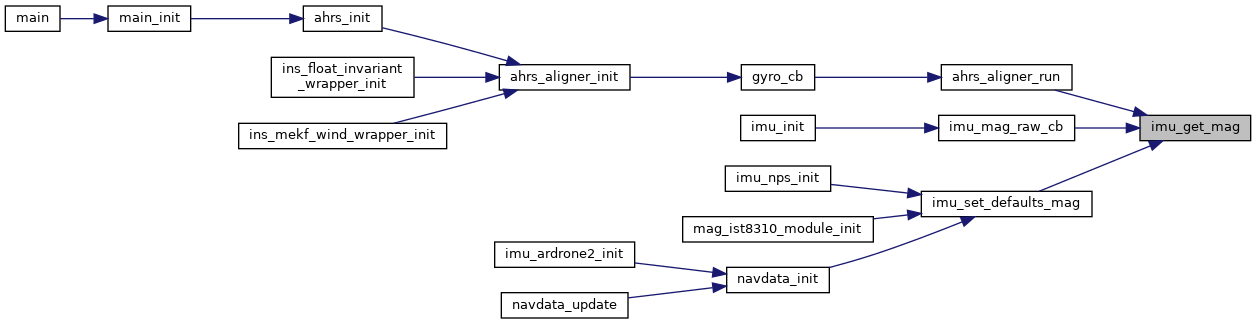 main
main_init
ahrs_init
ins_float_invariant
_wrapper_init
ins_mekf_wind_wrapper_init
ahrs_aligner_init
gyro_cb
ahrs_aligner_run
imu_init
imu_mag_raw_cb
imu_get_mag
imu_nps_init
mag_ist8310_module_init
imu_set_defaults_mag
imu_ardrone2_init
navdata_update
navdata_init